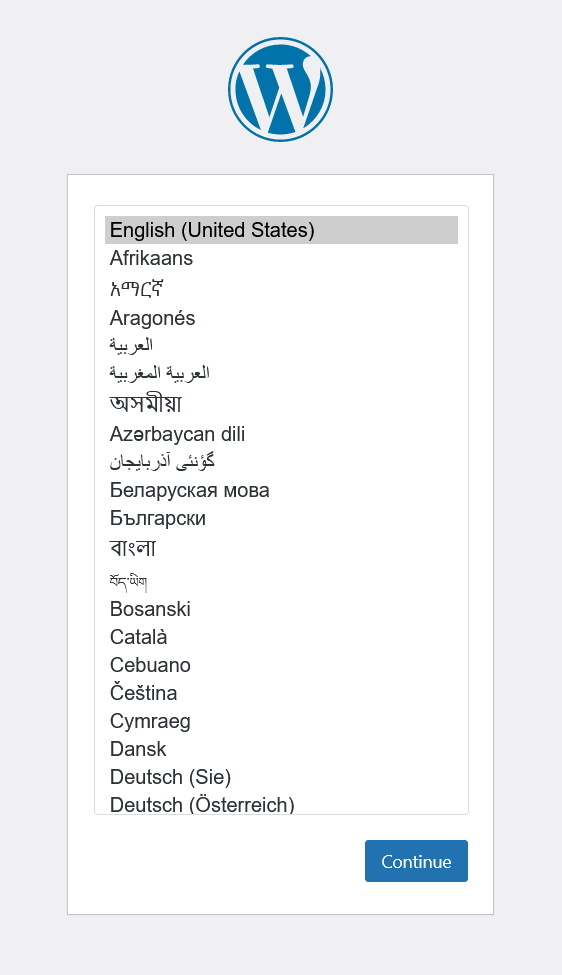 English (United States)
Afrikaans
አማርኛ
Aragonés
العربية
العربية المغربية
অসমীয়া
Azərbaycan dili
گؤنئی آذربایجان
Беларуская мова
Български
বাংলা
བོད་ཡིག
Bosanski
Català
Cebuano
Čeština
Cymraeg
Dansk
Deutsch (Sie)
Deutsch (Österreich)
Continue